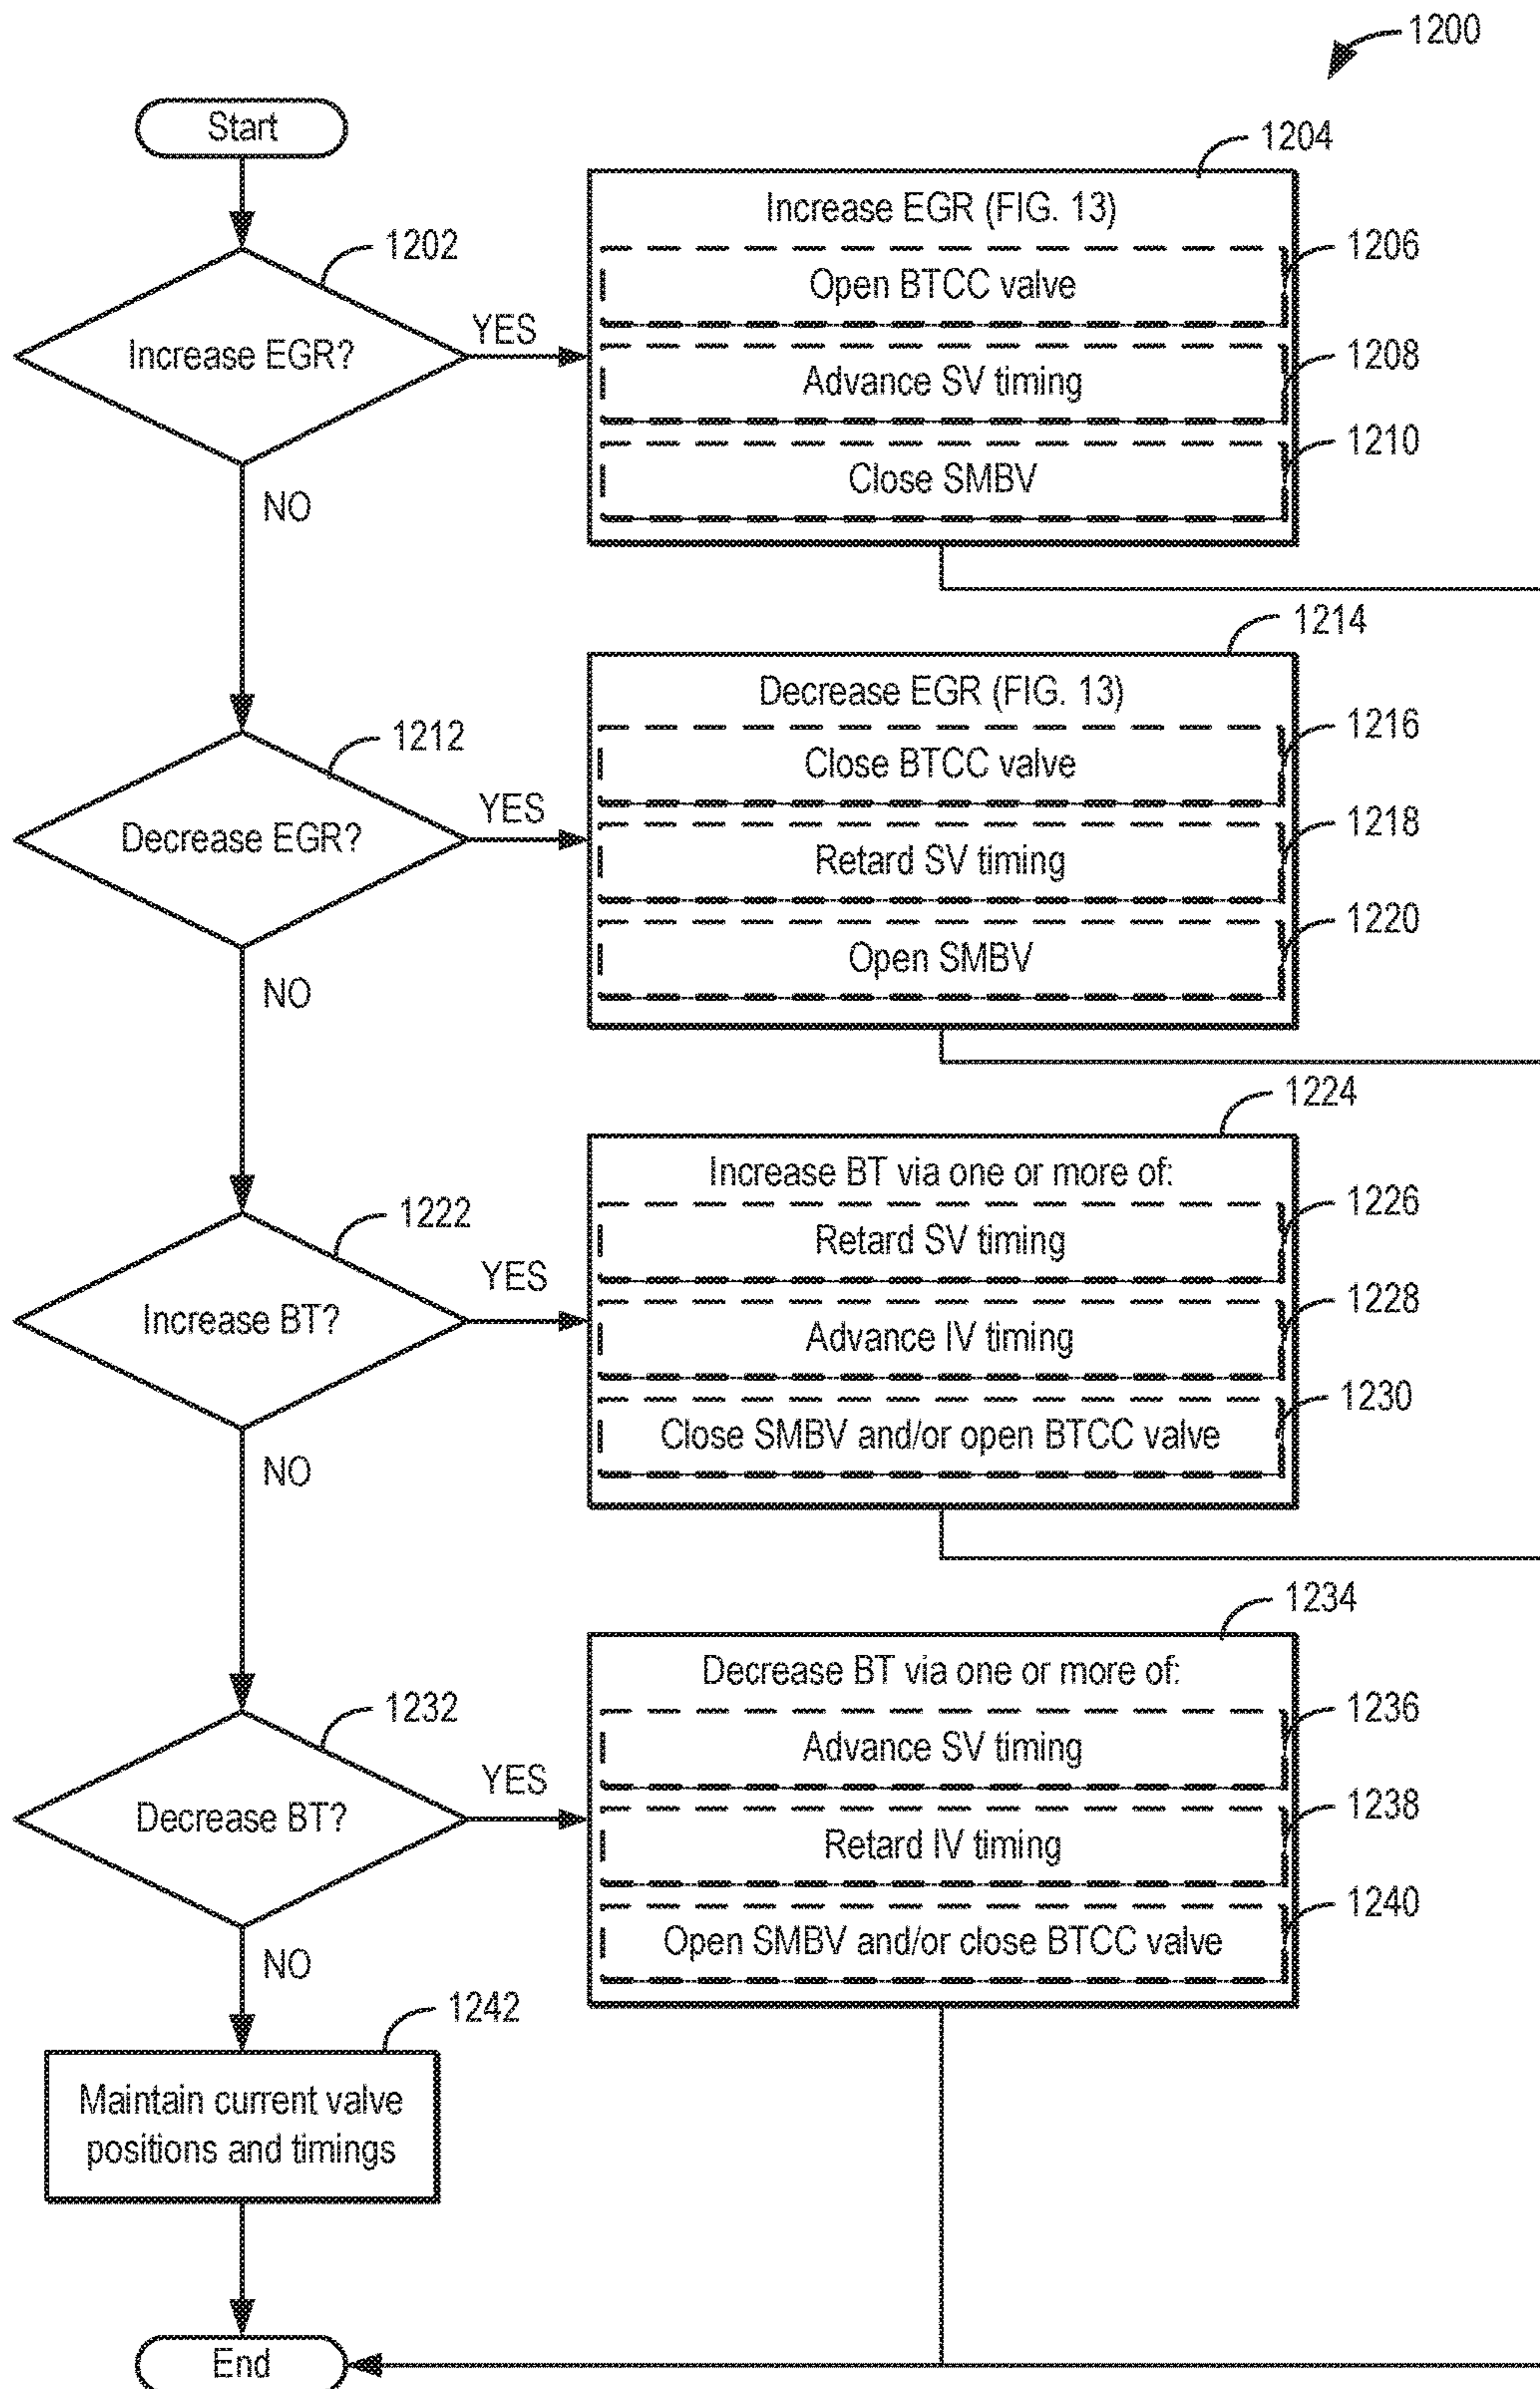 1200
Start
1204
Increase EGR (FIG. 13)
1202
1206
Open BTCC valve
YES
Increase EGR?
1208
Advance SV timing
1210
Close SMBV
NO
1214
Decrease EGR (FIG. 13)
1212
1216
Close BTCC valve
YES
Decrease EGR?
1218
Retard SV timing
1220
Open SMBV
NO
1224
Increase BT via one or more of:
1222
1226
Retard SV timing
YES
Increase BT?
1228
Advance IV timing
1230
Close SMBV and/or open BTCC valve
NO
1234
Decrease BT via one or more of:
1232
1236
Advance SV timing
YES
Decrease BT?
1238
Retard IV timing
1240
Open SMBV and/or close BTCC valve
NO
1242
Maintain current valve
positions and timings
End